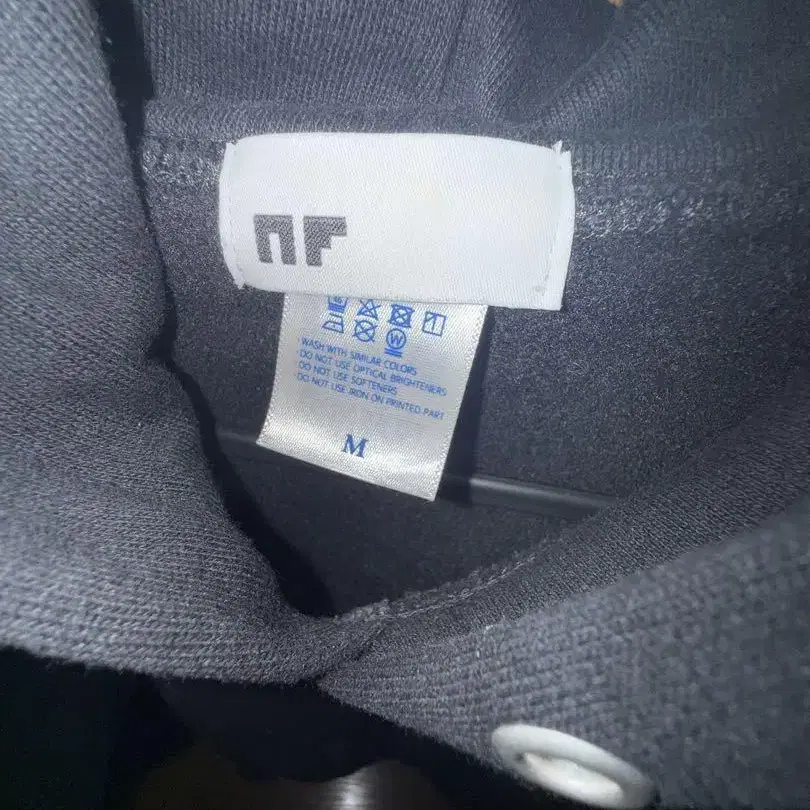 nr
W
WASH WITH SIMILAR COLORS
DO NOT USE OPTICAL BRIGHTENERS
DO NOT USE SOFTENERS
DO NOT USE IRON ON PRINTED PART
M